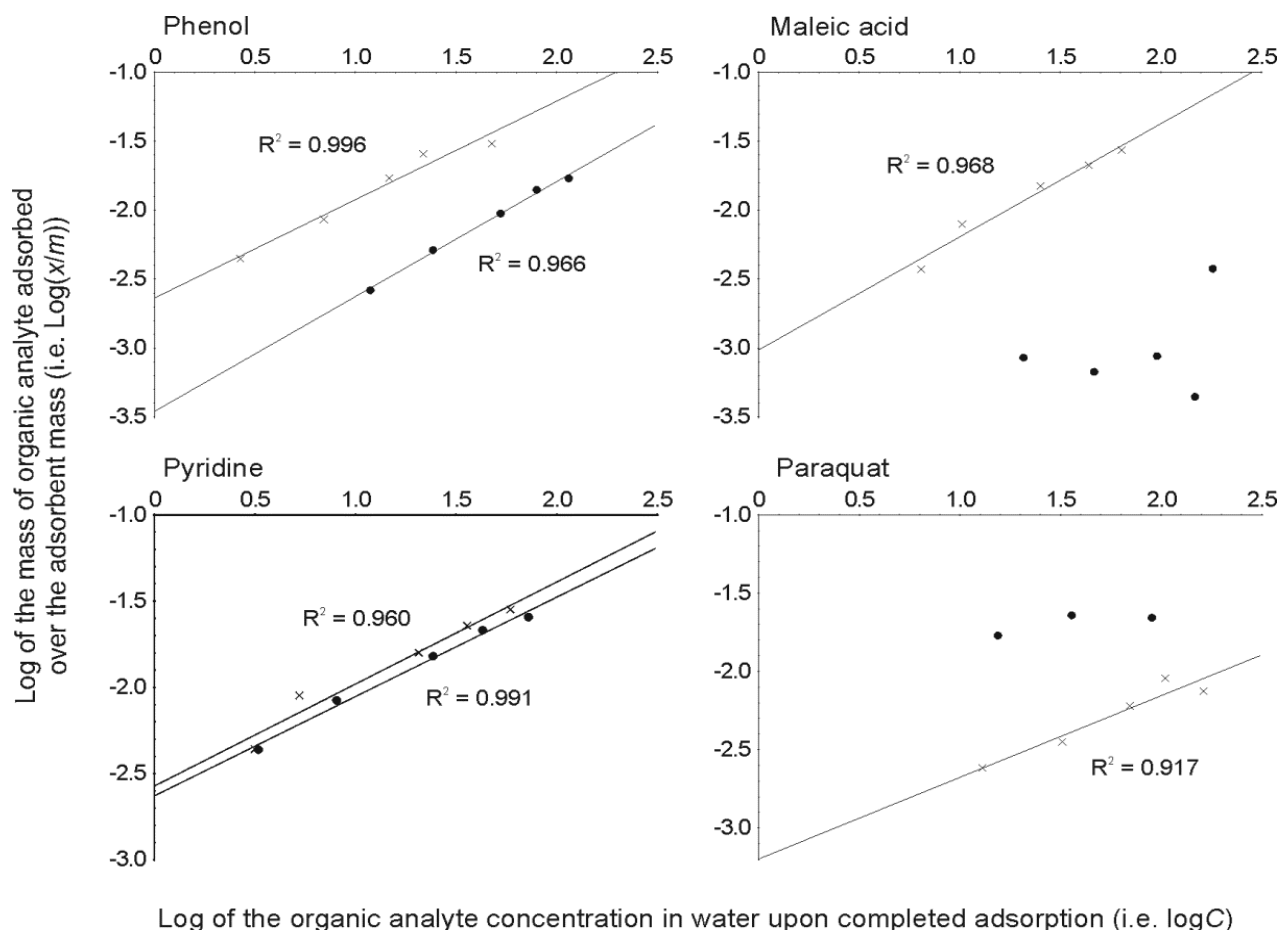 Phenol
0 0.5 1.0 1.5 2.0 2.5
-1.0
-1.5
-2.0
-2.5
-3.0
-3.5
R² = 0.996
R² = 0.966
Maleic acid
0 0.5 1.0 1.5 2.0 2.5
-1.0
-1.5
-2.0
-2.5
-3.0
-3.5
R² = 0.968
Log of the mass of organic analyte adsorbed
over the adsorbent mass (i.e. Log(x/m))
Pyridine
0 0.5 1.0 1.5 2.0 2.5
-1.0
-1.5
-2.0
-2.5
-3.0
R² = 0.960
R² = 0.991
Paraquat
0 0.5 1.0 1.5 2.0 2.5
-1.0
-1.5
-2.0
-2.5
-3.0
R² = 0.917
Log of the organic analyte concentration in water upon completed adsorption (i.e. logC)